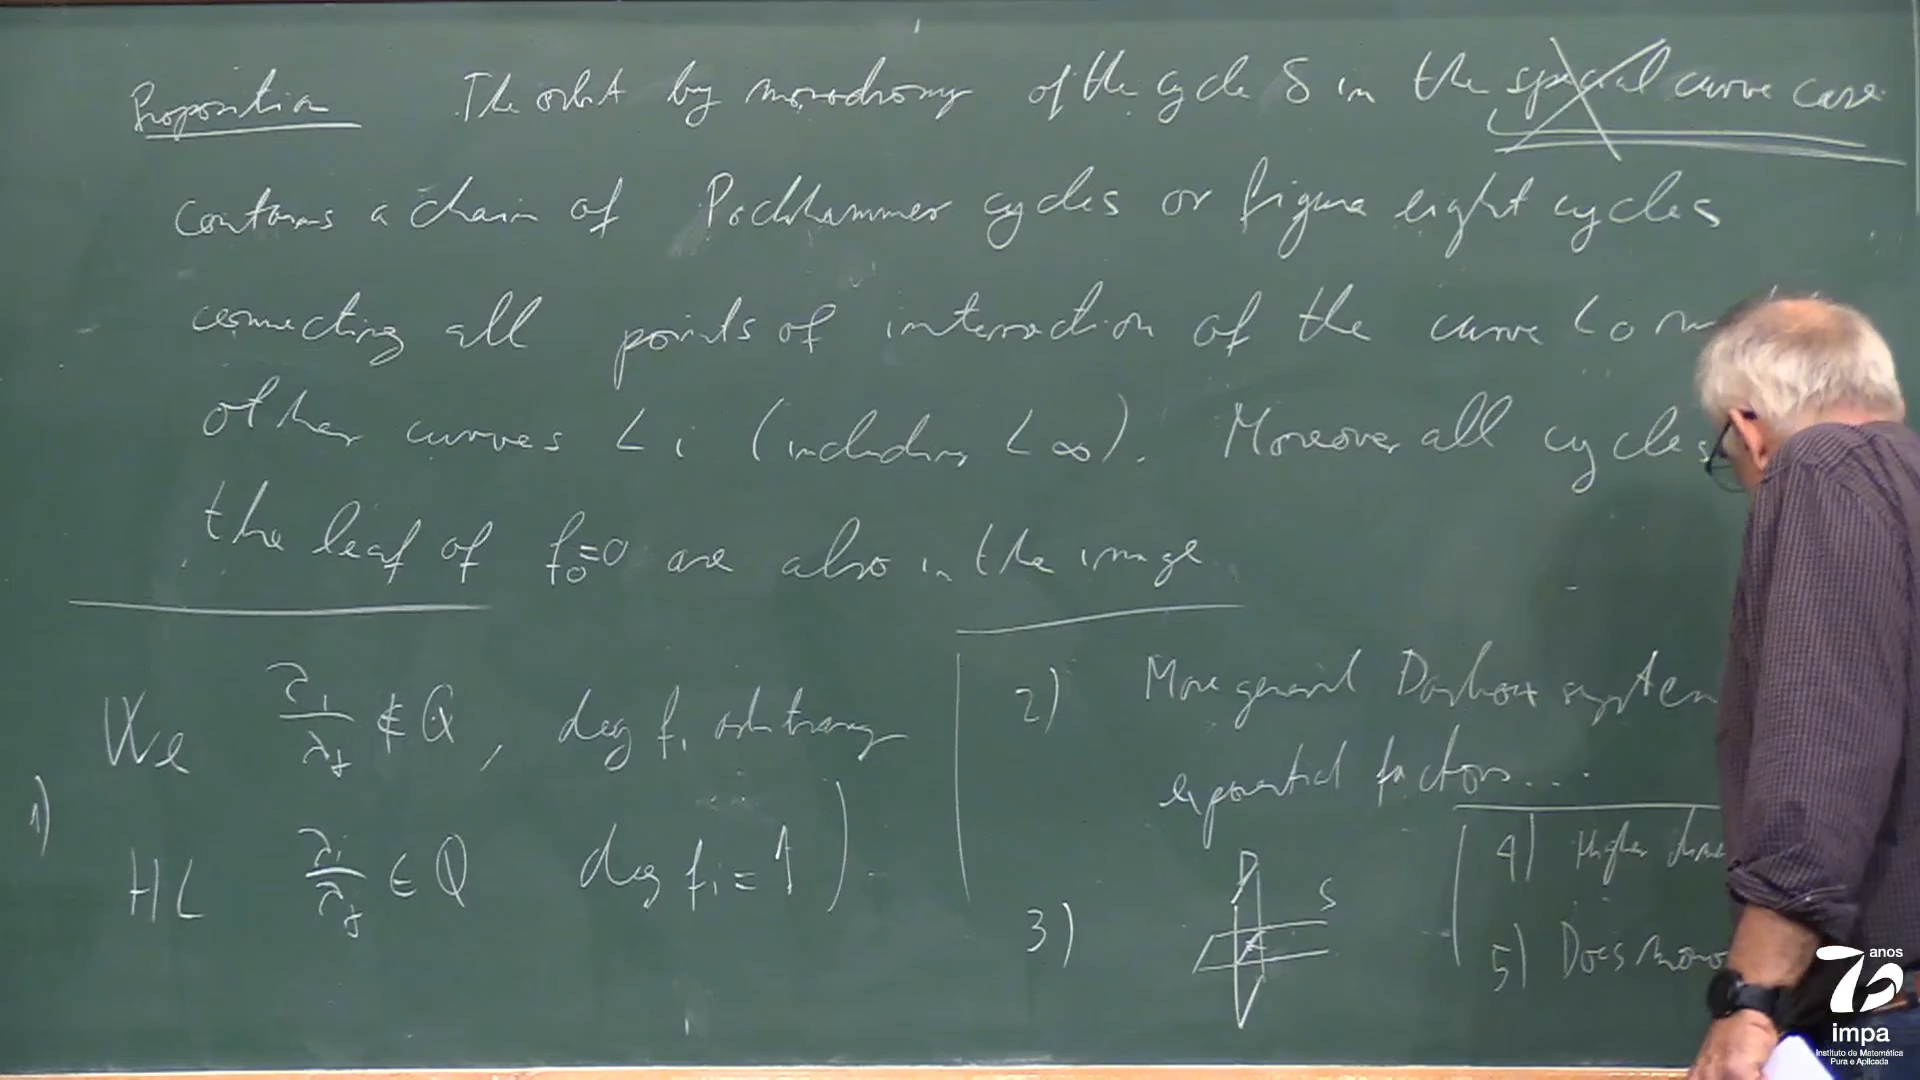 Proposition The orbit by monodromy of the cycle δ in the special curve case
contains a chain of Pochhammer cycles or figure eight cycles
connecting all points of intersection of the curve L0
other curves Li (including L∞). Moreover all cycles
the leaf of f0=0 are also in the image
1) We λi/λj ∉ Q, deg fi arbitrary
HL λi/λj ∈ Q deg fi = 1)
2) More general Darboux system
exponential factors...
3) P S
4) Higher
5) Does
7 anos
impa
Instituto de Matemática
Pura e Aplicada